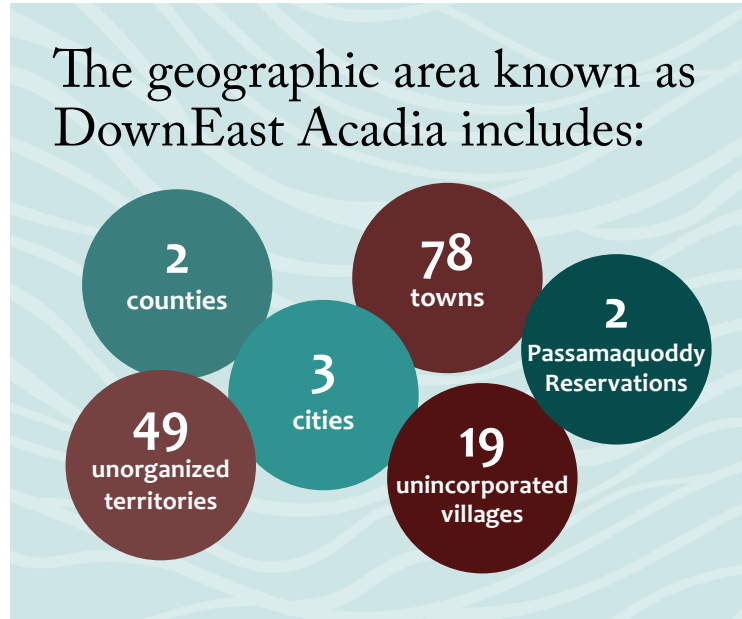 The geographic area known as
DownEast Acadia includes:
2
counties
78
towns
2
Passamaquoddy
Reservations
3
cities
49
unorganized
territories
19
unincorporated
villages